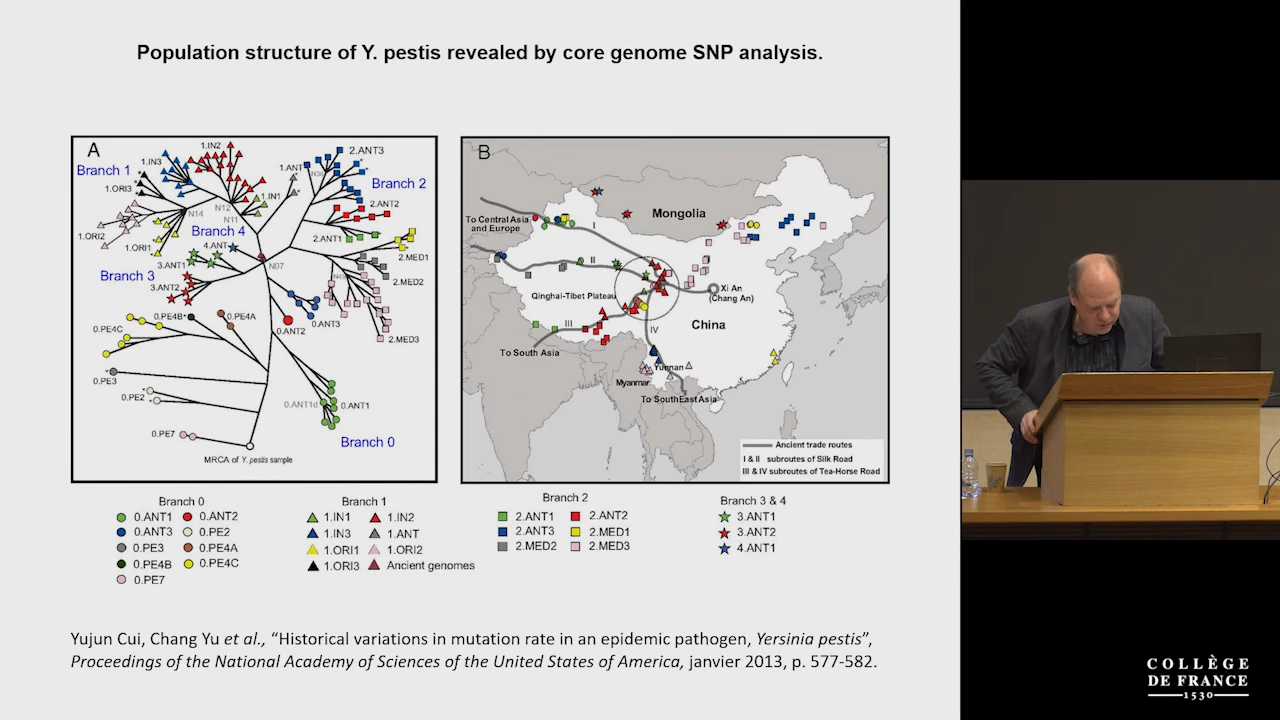 Population structure of Y. pestis revealed by core genome SNP analysis.
A
1.IN2
1.IN3
Branch 1
1.ORI3
1.ANT
N36
2.ANT3
Branch 2
1.IN1
N12
N14
N11
1.ORI2
Branch 4
4.ANT
1.ORI1
2.ANT2
2.ANT1
3.ANT1
N07
2.MED1
Branch 3
3.ANT2
2.MED2
0.PE4C
0.PE4B
0.PE4A
0.ANT3
0.ANT2
2.MED3
0.PE3
0.PE2
0.ANT1d
0.ANT1
0.PE7
Branch 0
MRCA of Y. pestis sample
B
To Central Asia
and Europe
Mongolia
I
II
Qinghai-Tibet Plateau
Xi An
(Chang An)
III
IV
China
To South Asia
Yunnan
Myanmar
To SouthEast Asia
Ancient trade routes
I & II subroutes of Silk Road
III & IV subroutes of Tea-Horse Road
Branch 0
0.ANT1
0.ANT2
0.ANT3
0.PE2
0.PE3
0.PE4A
0.PE4B
0.PE4C
0.PE7
Branch 1
1.IN1
1.IN2
1.IN3
1.ANT
1.ORI1
1.ORI2
1.ORI3
Ancient genomes
Branch 2
2.ANT1
2.ANT2
2.ANT3
2.MED1
2.MED2
2.MED3
Branch 3 & 4
3.ANT1
3.ANT2
4.ANT1
Yujun Cui, Chang Yu et al., “Historical variations in mutation rate in an epidemic pathogen, Yersinia pestis”,
Proceedings of the National Academy of Sciences of the United States of America, janvier 2013, p. 577-582.
COLLÈGE
DE FRANCE
1530